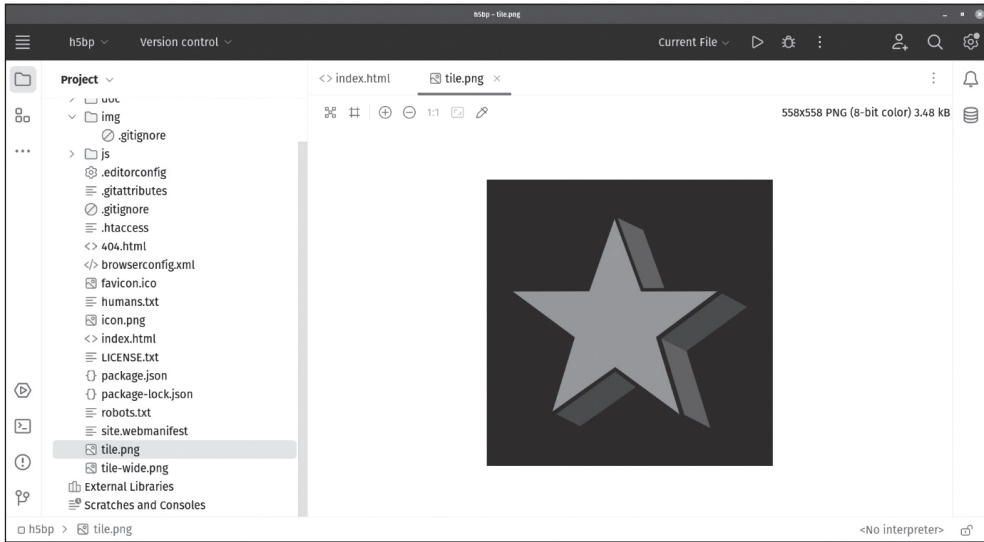 h5bp – tile.png
h5bp Version control Current File
Project
<> index.html tile.png ×
1:1 558x558 PNG (8-bit color) 3.48 kB
doc
img
.gitignore
js
.editorconfig
.gitattributes
.gitignore
.htaccess
<> 404.html
</> browserconfig.xml
favicon.ico
humans.txt
icon.png
<> index.html
LICENSE.txt
{} package.json
{} package-lock.json
robots.txt
site.webmanifest
tile.png
tile-wide.png
External Libraries
Scratches and Consoles
h5bp > tile.png <No interpreter>